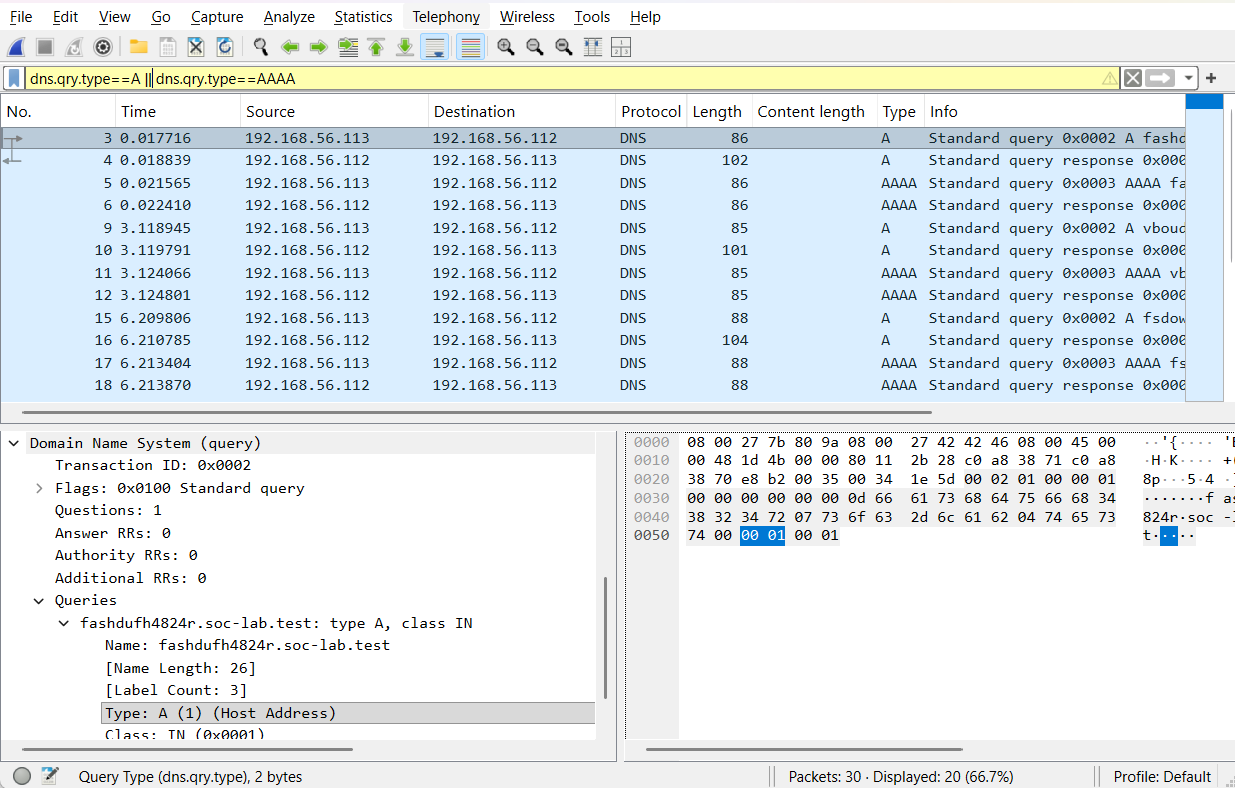 File Edit View Go Capture Analyze Statistics Telephony Wireless Tools Help
dns.qry.type==A || dns.qry.type==AAAA
No. Time Source Destination Protocol Length Content length Type Info
3 0.017716 192.168.56.113 192.168.56.112 DNS 86 A Standard query 0x0002 A fashd
4 0.018839 192.168.56.112 192.168.56.113 DNS 102 A Standard query response 0x000
5 0.021565 192.168.56.113 192.168.56.112 DNS 86 AAAA Standard query 0x0003 AAAA fa
6 0.022410 192.168.56.112 192.168.56.113 DNS 86 AAAA Standard query response 0x000
9 3.118945 192.168.56.113 192.168.56.112 DNS 85 A Standard query 0x0002 A vboud
10 3.119791 192.168.56.112 192.168.56.113 DNS 101 A Standard query response 0x000
11 3.124066 192.168.56.113 192.168.56.112 DNS 85 AAAA Standard query 0x0003 AAAA vb
12 3.124801 192.168.56.112 192.168.56.113 DNS 85 AAAA Standard query response 0x000
15 6.209806 192.168.56.113 192.168.56.112 DNS 88 A Standard query 0x0002 A fsdow
16 6.210785 192.168.56.112 192.168.56.113 DNS 104 A Standard query response 0x000
17 6.213404 192.168.56.113 192.168.56.112 DNS 88 AAAA Standard query 0x0003 AAAA fs
18 6.213870 192.168.56.112 192.168.56.113 DNS 88 AAAA Standard query response 0x000
Domain Name System (query)
Transaction ID: 0x0002
Flags: 0x0100 Standard query
Questions: 1
Answer RRs: 0
Authority RRs: 0
Additional RRs: 0
Queries
fashdufh4824r.soc-lab.test: type A, class IN
Name: fashdufh4824r.soc-lab.test
[Name Length: 26]
[Label Count: 3]
Type: A (1) (Host Address)
Class: IN (0x0001)
0000 08 00 27 7b 80 9a 08 00 27 42 42 46 08 00 45 00 ··'{···· 'B
0010 00 48 1d 4b 00 00 80 11 2b 28 c0 a8 38 71 c0 a8 ·H·K···· +(
0020 38 70 e8 b2 00 35 00 34 1e 5d 00 02 01 00 00 01 8p···5·4 ·]
0030 00 00 00 00 00 00 0d 66 61 73 68 64 75 66 68 34 ·······f as
0040 38 32 34 72 07 73 6f 63 2d 6c 61 62 04 74 65 73 824r·soc -l
0050 74 00 00 01 00 01 t·····
Query Type (dns.qry.type), 2 bytes
Packets: 30 · Displayed: 20 (66.7%)
Profile: Default